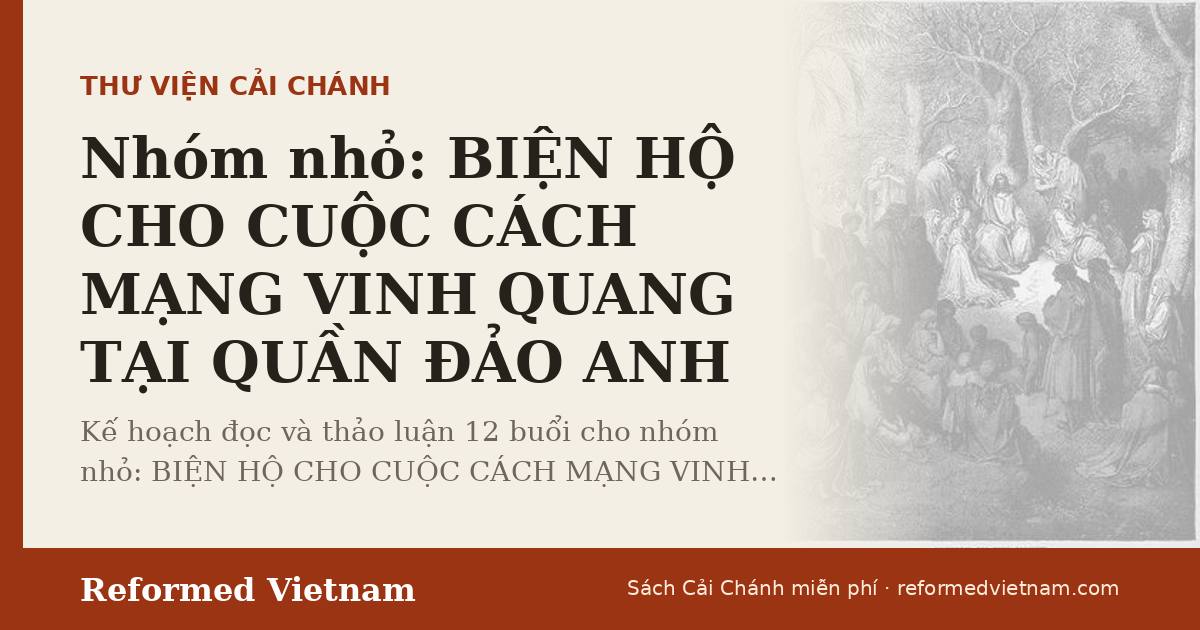 THƯ VIỆN CẢI CHÁNH
Nhóm nhỏ: BIỆN HỘ
CHO CUỘC CÁCH
MẠNG VINH QUANG
TẠI QUẦN ĐẢO ANH
Kế hoạch đọc và thảo luận 12 buổi cho nhóm
nhỏ: BIỆN HỘ CHO CUỘC CÁCH MẠNG VINH...
Reformed Vietnam
Sách Cải Chánh miễn phí · reformedvietnam.com